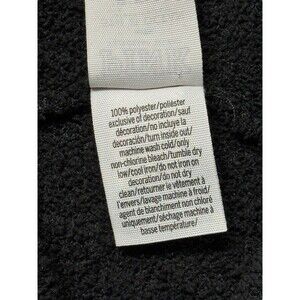 100% polyester/poliéster
exclusive of decoration/sauf
décoration/no incluye la
decoración/turn inside out/
machine wash cold/only
non-chlorine bleach/tumble dry
low/cool iron/do not iron on
decoration/do not dry
clean/retourner le vêtement à
l'envers/lavage machine à froid/
agent de blanchiment non chloré
uniquement/séchage machine à
basse température/